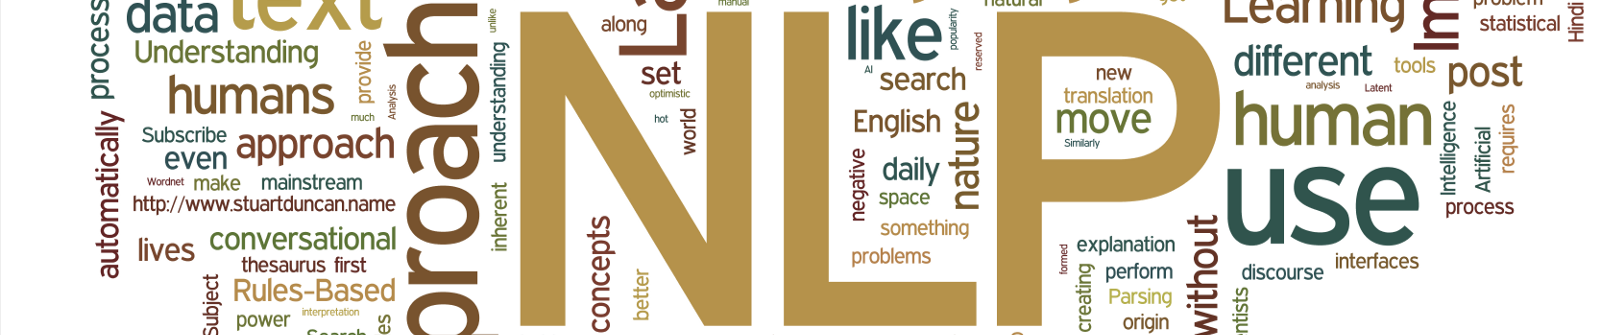 process
data
text
Understanding
humans
provide
Analysis
much
automatically
Subscribe
approach
even
Wordnet
make
mainstream
http://www.stuartduncan.name
lives
conversational
thesaurus
first
Subject
Rules-Based
interpretation
power
Search
unlike
understanding
inherent
NLP
along
manual
set
optimistic
hot
world
concepts
better
like
popularity
reserved
AI
search
English
nature
negative
daily
space
something
problems
natural
new
translation
move
Similarly
formed
explanation
creating
perform
Parsing
origin
without
Learning
problem
statistical
Hindi
different
tools
post
analysis
Latent
human
Intelligence
Artificial
requires
use
process
interfaces
discourse